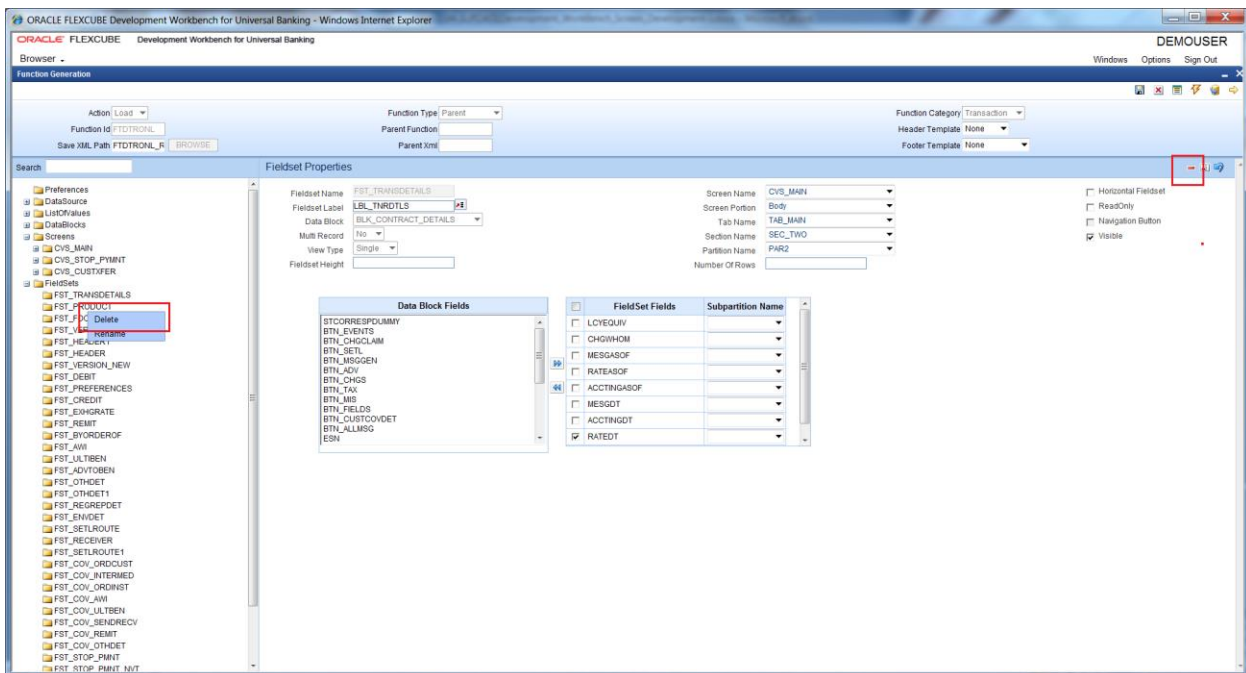 ORACLE FLEXCUBE Development Workbench for Universal Banking - Windows Internet Explorer
ORACLE FLEXCUBE Development Workbench for Universal Banking
DEMOUSER
Browser
Windows Options Sign Out
Function Generation
Action Load
Function Type Parent
Function Category Transaction
Function Id FTDTRONL
Parent Function
Header Template None
Save XML Path FTDTRONL_R BROWSE
Parent Xml
Footer Template None
Search
Fieldset Properties
Preferences
DataSource
ListOfValues
DataBlocks
Screens
CVS_MAIN
CVS_STOP_PYMNT
CVS_CUSTXFER
FieldSets
FST_TRANSDETAILS
FST_PRODUCT
Delete
Rename
FST_HEADER1
FST_HEADER
FST_VERSION_NEW
FST_DEBIT
FST_PREFERENCES
FST_CREDIT
FST_EXHGRATE
FST_REMIT
FST_BYORDEROF
FST_AWI
FST_ULTIBEN
FST_ADVTOBEN
FST_OTHDET
FST_OTHDET1
FST_REGREPDET
FST_ENVDET
FST_SETLROUTE
FST_RECEIVER
FST_SETLROUTE1
FST_COV_ORDCUST
FST_COV_INTERMED
FST_COV_ORDINST
FST_COV_AWI
FST_COV_ULTBEN
FST_COV_SENDRECV
FST_COV_REMIT
FST_COV_OTHDET
FST_STOP_PMNT
FST_STOP_PMNT_NVT
Fieldset Name FST_TRANSDETAILS
Fieldset Label LBL_TNRDTLS
Data Block BLK_CONTRACT_DETAILS
Multi Record No
View Type Single
Fieldset Height
Screen Name CVS_MAIN
Screen Portion Body
Tab Name TAB_MAIN
Section Name SEC_TWO
Partition Name PAR2
Number Of Rows
Horizontal Fieldset
ReadOnly
Navigation Button
Visible
Data Block Fields
STCORRESPDUMMY
BTN_EVENTS
BTN_CHGCLAIM
BTN_SETL
BTN_MSGGEN
BTN_ADV
BTN_CHGS
BTN_TAX
BTN_MIS
BTN_FIELDS
BTN_CUSTCOVDET
BTN_ALLMSG
ESN
FieldSet Fields Subpartition Name
LCYEQUIV
CHGWHOM
MESGASOF
RATEASOF
ACCTINGASOF
MESGDT
ACCTINGDT
RATEDT